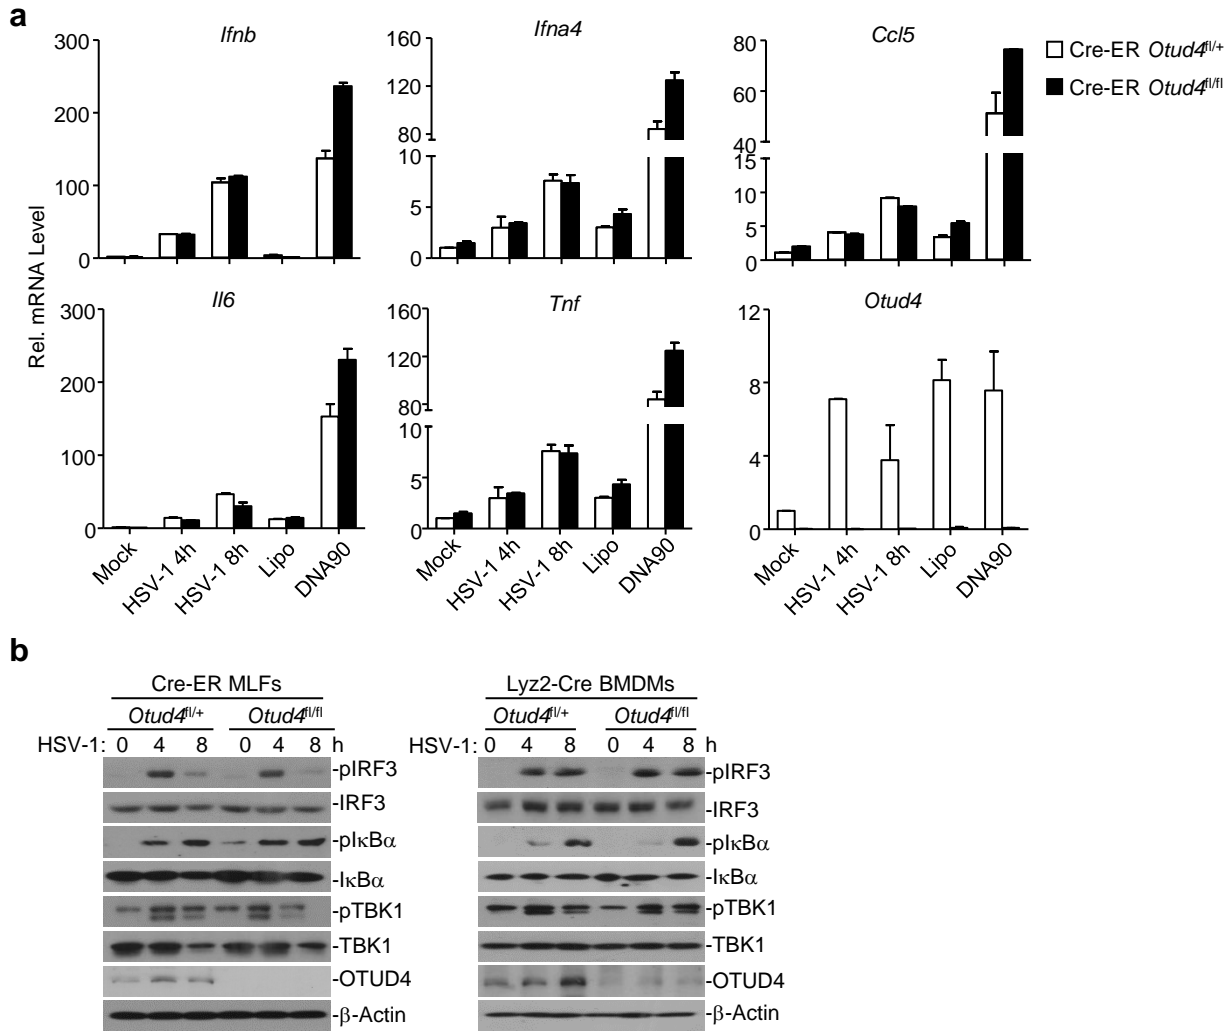 a
Ifnb
Ifna4
Ccl5
Cre-ER Otud4fl/+
Cre-ER Otud4fl/fl
Rel. mRNA Level
300
200
100
0
160
120
80
10
5
0
80
60
40
15
10
5
0
Il6
Tnf
Otud4
300
200
100
0
160
120
80
10
5
0
12
8
4
0
Mock
HSV-1 4h
HSV-1 8h
Lipo
DNA90
Mock
HSV-1 4h
HSV-1 8h
Lipo
DNA90
Mock
HSV-1 4h
HSV-1 8h
Lipo
DNA90
b
Cre-ER MLFs
Otud4fl/+ Otud4fl/fl
HSV-1: 0 4 8 0 4 8 h
-pIRF3
-IRF3
-pIκBα
-IκBα
-pTBK1
-TBK1
-OTUD4
-β-Actin
Lyz2-Cre BMDMs
Otud4fl/+ Otud4fl/fl
HSV-1: 0 4 8 0 4 8 h
-pIRF3
-IRF3
-pIκBα
-IκBα
-pTBK1
-TBK1
-OTUD4
-β-Actin